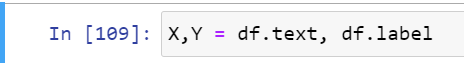 In [109]: X,Y = df.text, df.label